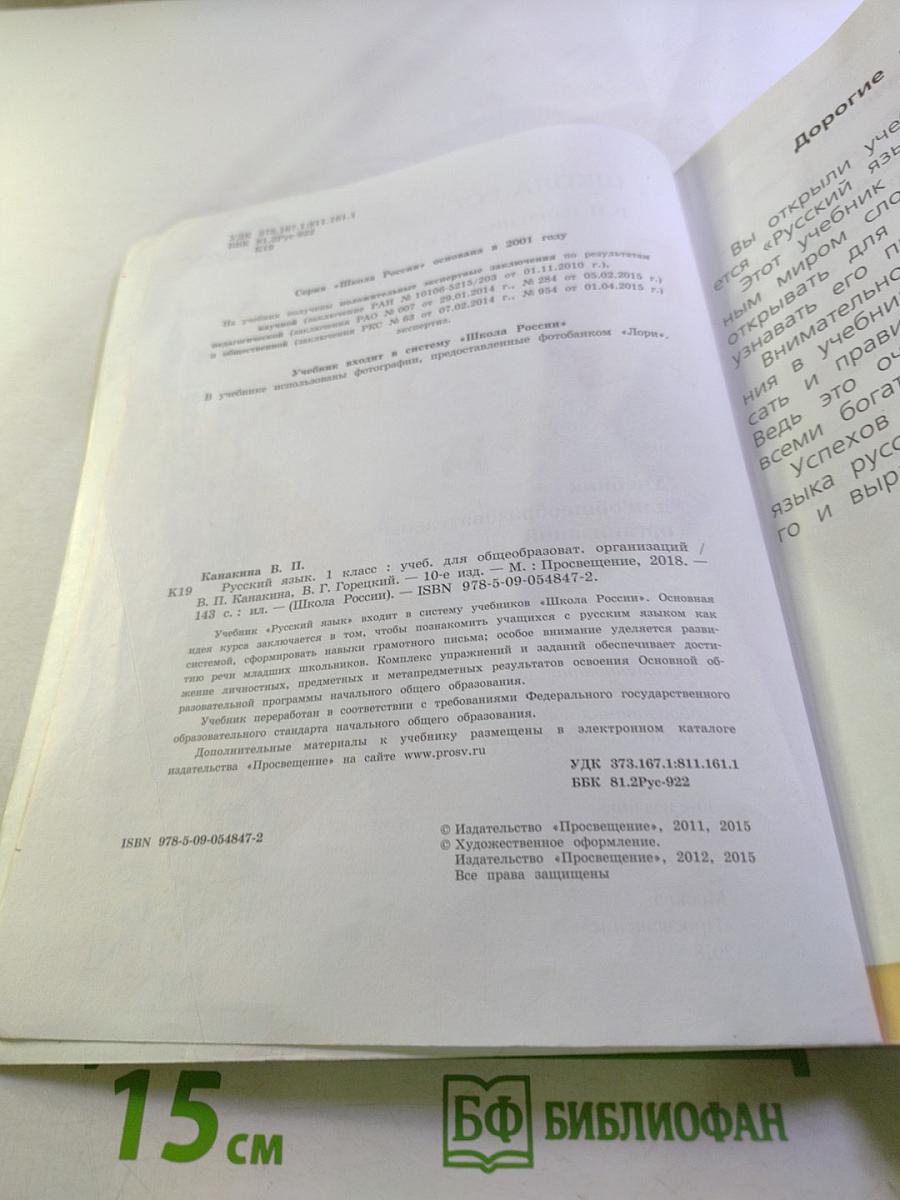 УДК 373.167.1:811.161.1
ББК 81.2Рус-922
К19
Серия «Школа России» основана в 2001 году
На учебник получены положительные экспертные заключения по результатам
научной (заключение РАН № 10106-5215/203 от 01.11.2010 г.),
педагогической (заключения РАО № 007 от 29.01.2014 г., № 284 от 05.02.2015 г.)
и общественной (заключения РКС № 63 от 07.02.2014 г., № 954 от 01.04.2015 г.)
экспертиз.
Учебник входит в систему «Школа России»
В учебнике использованы фотографии, предоставленные фотобанком «Лори».
Канакина В. П.
К19 Русский язык. 1 класс : учеб. для общеобразоват. организаций /
В. П. Канакина, В. Г. Горецкий. — 10-е изд. — М. : Просвещение, 2018. —
143 с. : ил. — (Школа России). — ISBN 978-5-09-054847-2.
Учебник «Русский язык» входит в систему учебников «Школа России». Основная
идея курса заключается в том, чтобы познакомить учащихся с русским языком как
системой, сформировать навыки грамотного письма; особое внимание уделяется разви-
тию речи младших школьников. Комплекс упражнений и заданий обеспечивает дости-
жение личностных, предметных и метапредметных результатов освоения Основной об-
разовательной программы начального общего образования.
Учебник переработан в соответствии с требованиями Федерального государственного
образовательного стандарта начального общего образования.
Дополнительные материалы к учебнику размещены в электронном каталоге
издательства «Просвещение» на сайте www.prosv.ru
УДК 373.167.1:811.161.1
ББК 81.2Рус-922
ISBN 978-5-09-054847-2
© Издательство «Просвещение», 2011, 2015
© Художественное оформление.
Издательство «Просвещение», 2012, 2015
Все права защищены
Дорогие
Вы открыли уче
ется «Русский язы
Этот учебник
ным миром сло
открывать для
узнавать его пр
Внимательно
ния в учебни
сать и прави
Ведь это оч
всеми богат
Успехов
языка русс
го и выр
15 см
БФ БИБЛИОФАН